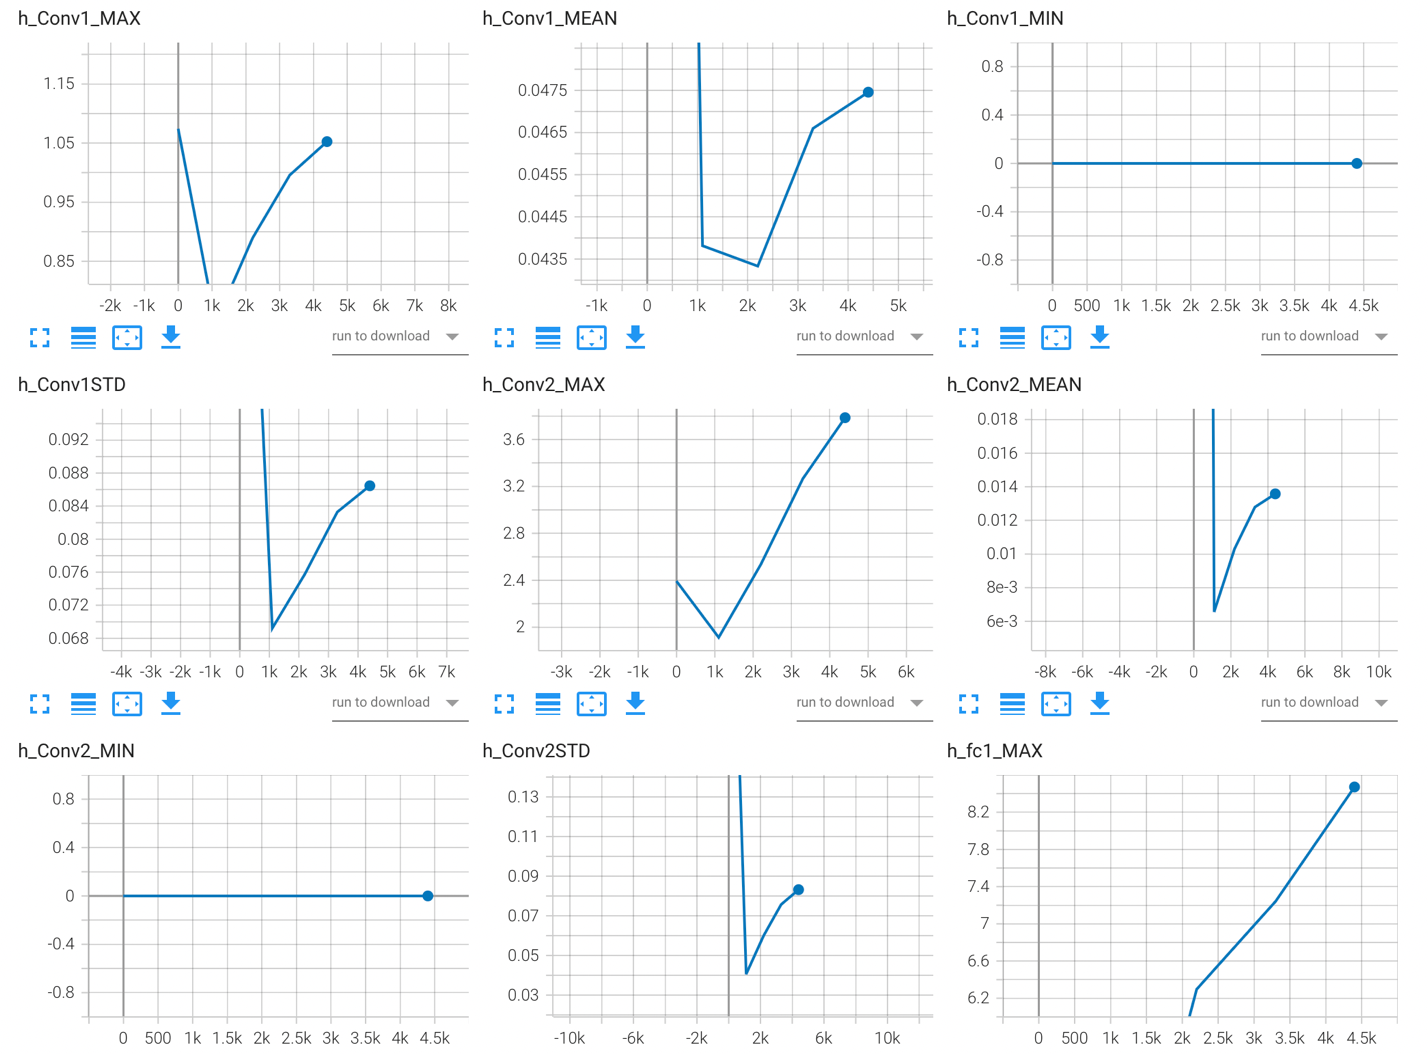 h_Conv1_MAX
1.15
1.05
0.95
0.85
-2k -1k 0 1k 2k 3k 4k 5k 6k 7k 8k
run to download
h_Conv1_MEAN
0.0475
0.0465
0.0455
0.0445
0.0435
-1k 0 1k 2k 3k 4k 5k
run to download
h_Conv1_MIN
0.8
0.4
0
-0.4
-0.8
0 500 1k 1.5k 2k 2.5k 3k 3.5k 4k 4.5k
run to download
h_Conv1STD
0.092
0.088
0.084
0.08
0.076
0.072
0.068
-4k -3k -2k -1k 0 1k 2k 3k 4k 5k 6k 7k
run to download
h_Conv2_MAX
3.6
3.2
2.8
2.4
2
-3k -2k -1k 0 1k 2k 3k 4k 5k 6k
run to download
h_Conv2_MEAN
0.018
0.016
0.014
0.012
0.01
8e-3
6e-3
-8k -6k -4k -2k 0 2k 4k 6k 8k 10k
run to download
h_Conv2_MIN
0.8
0.4
0
-0.4
-0.8
0 500 1k 1.5k 2k 2.5k 3k 3.5k 4k 4.5k
h_Conv2STD
0.13
0.11
0.09
0.07
0.05
0.03
-10k -6k -2k 2k 6k 10k
h_fc1_MAX
8.2
7.8
7.4
7
6.6
6.2
0 500 1k 1.5k 2k 2.5k 3k 3.5k 4k 4.5k